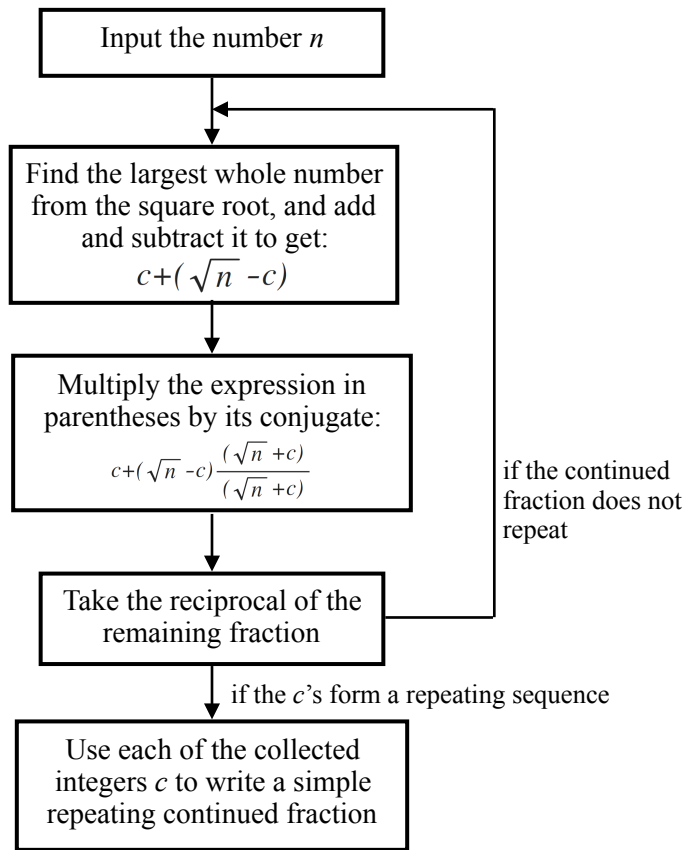 Input the number n
Find the largest whole number
from the square root, and add
and subtract it to get:
c+(√n -c)
Multiply the expression in
parentheses by its conjugate:
c+(√n -c) (√n +c)/(√n +c)
if the continued
fraction does not
repeat
Take the reciprocal of the
remaining fraction
if the c’s form a repeating sequence
Use each of the collected
integers c to write a simple
repeating continued fraction